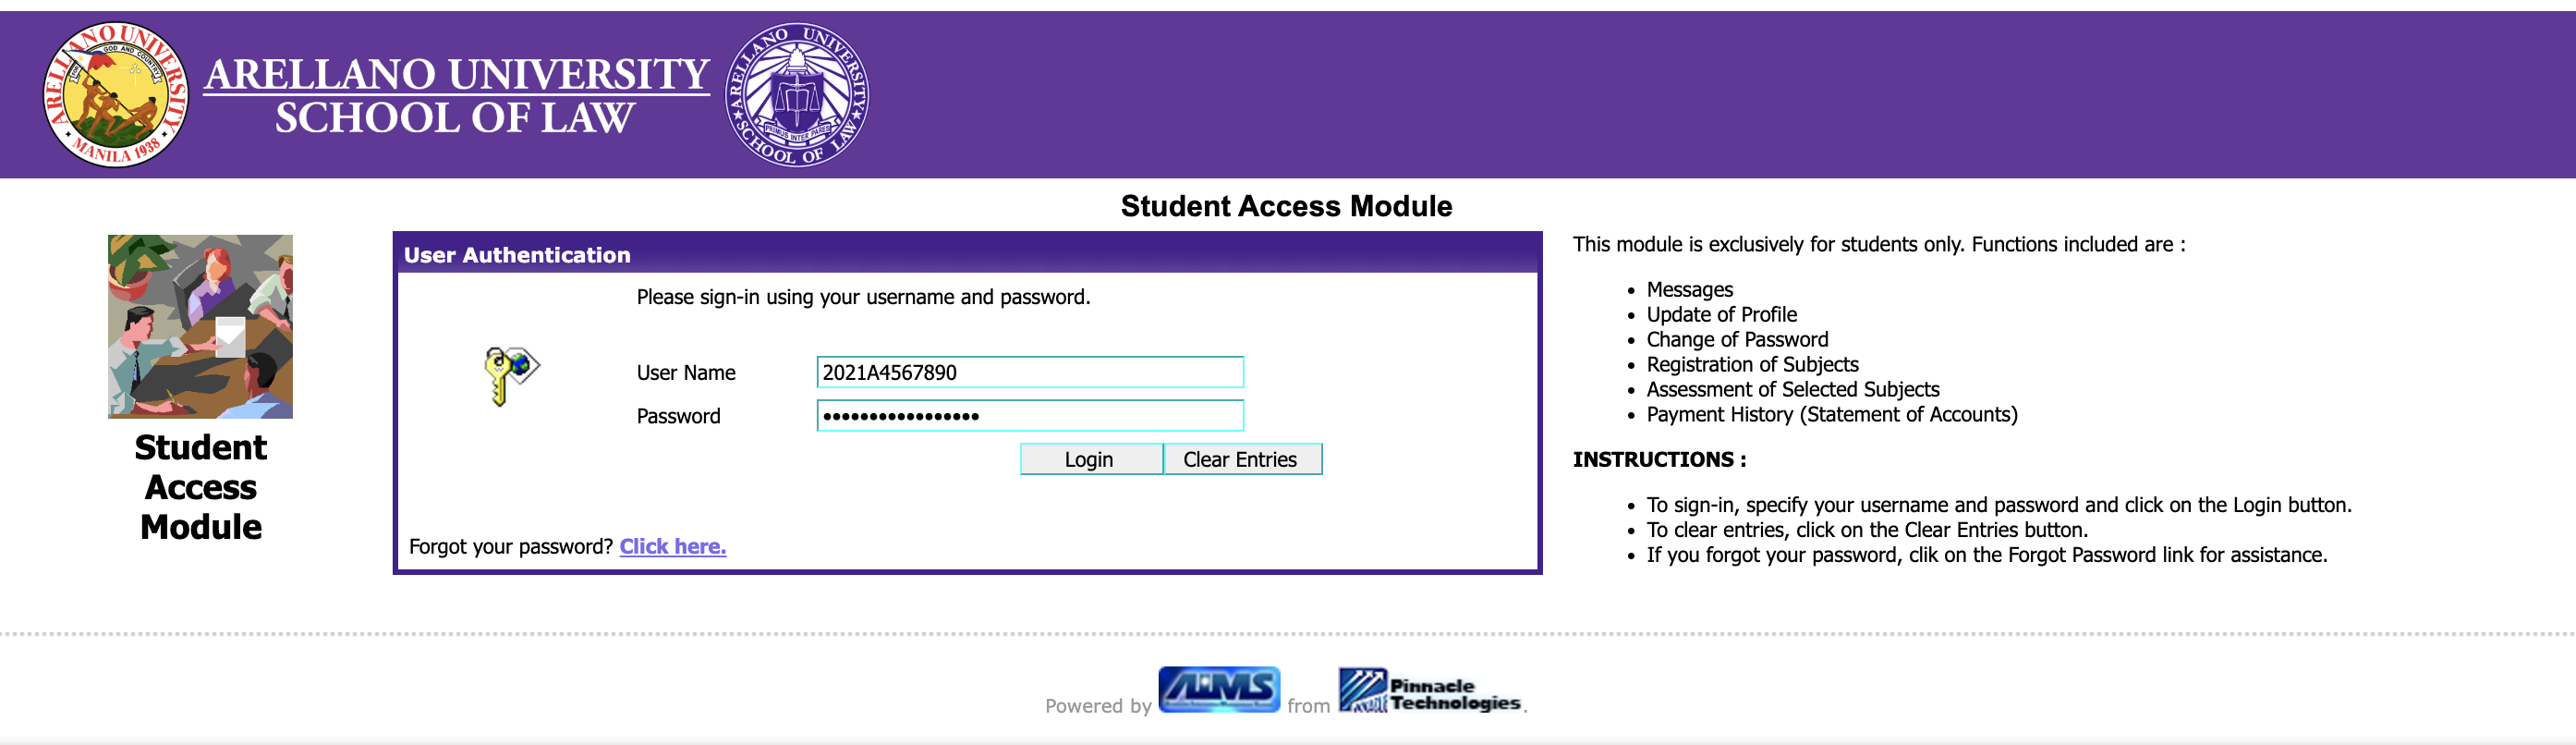 ARELLANO UNIVERSITY
FOR GOD AND COUNTRY
MANILA 1938
ARELLANO UNIVERSITY
SCHOOL OF LAW
ARELLANO UNIVERSITY
PRIMUS INTER PARES
SCHOOL OF LAW
Student Access Module
Student
Access
Module
User Authentication
Please sign-in using your username and password.
User Name 2021A4567890
Password •••••••••••••••••
Login Clear Entries
Forgot your password? Click here.
This module is exclusively for students only. Functions included are :
• Messages
• Update of Profile
• Change of Password
• Registration of Subjects
• Assessment of Selected Subjects
• Payment History (Statement of Accounts)
INSTRUCTIONS :
• To sign-in, specify your username and password and click on the Login button.
• To clear entries, click on the Clear Entries button.
• If you forgot your password, clik on the Forgot Password link for assistance.
Powered by AIMS from Pinnacle Technologies.